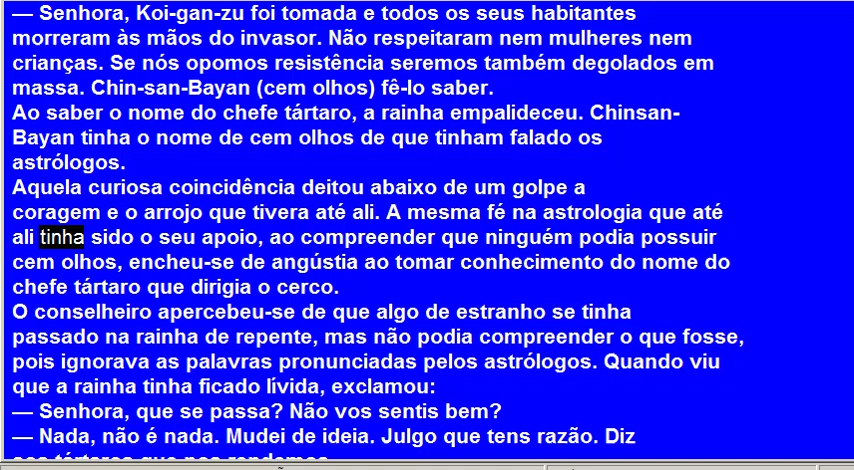 — Senhora, Koi-gan-zu foi tomada e todos os seus habitantes
morreram às mãos do invasor. Não respeitaram nem mulheres nem
crianças. Se nós opomos resistência seremos também degolados em
massa. Chin-san-Bayan (cem olhos) fê-lo saber.
Ao saber o nome do chefe tártaro, a rainha empalideceu. Chinsan-
Bayan tinha o nome de cem olhos de que tinham falado os
astrólogos.
Aquela curiosa coincidência deitou abaixo de um golpe a
coragem e o arrojo que tivera até ali. A mesma fé na astrologia que até
ali tinha sido o seu apoio, ao compreender que ninguém podia possuir
cem olhos, encheu-se de angústia ao tomar conhecimento do nome do
chefe tártaro que dirigia o cerco.
O conselheiro apercebeu-se de que algo de estranho se tinha
passado na rainha de repente, mas não podia compreender o que fosse,
pois ignorava as palavras pronunciadas pelos astrólogos. Quando viu
que a rainha tinha ficado lívida, exclamou:
— Senhora, que se passa? Não vos sentis bem?
— Nada, não é nada. Mudei de ideia. Julgo que tens razão. Diz
aos tártaros que nos rendemos